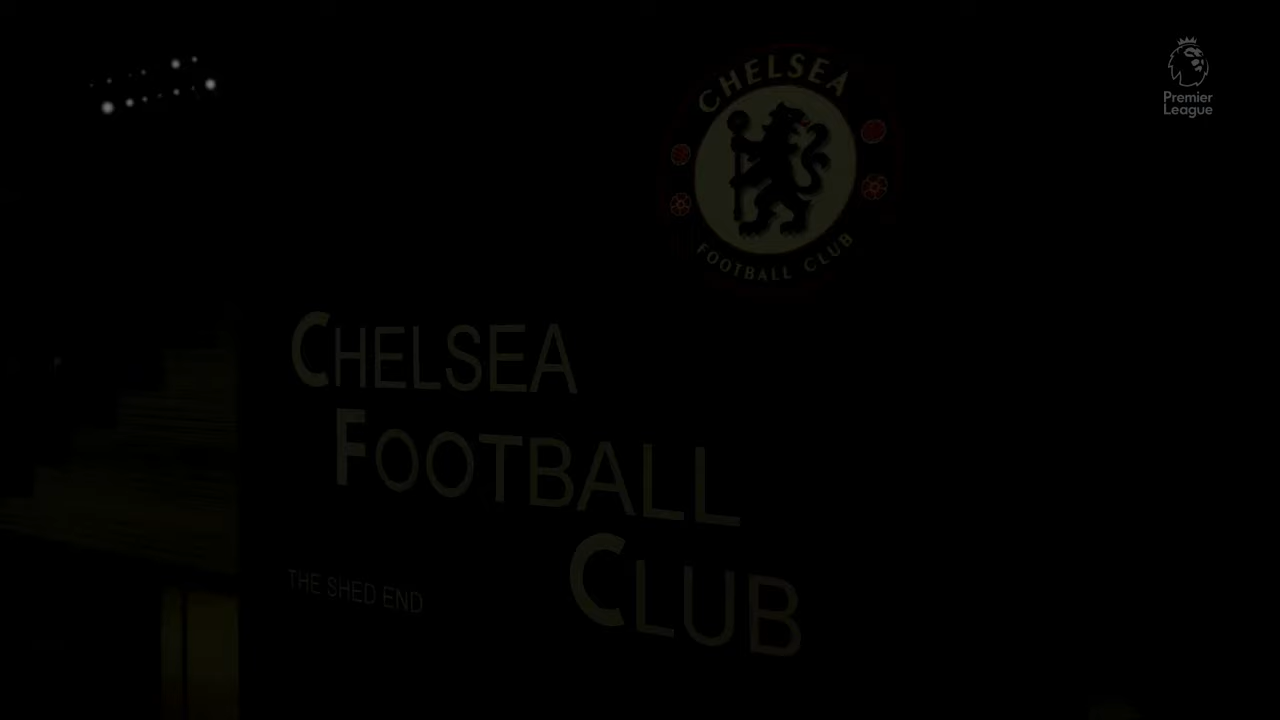 CHELSEA
FOOTBALL CLUB
Premier
League
CHELSEA
FOOTBALL
CLUB
THE SHED END